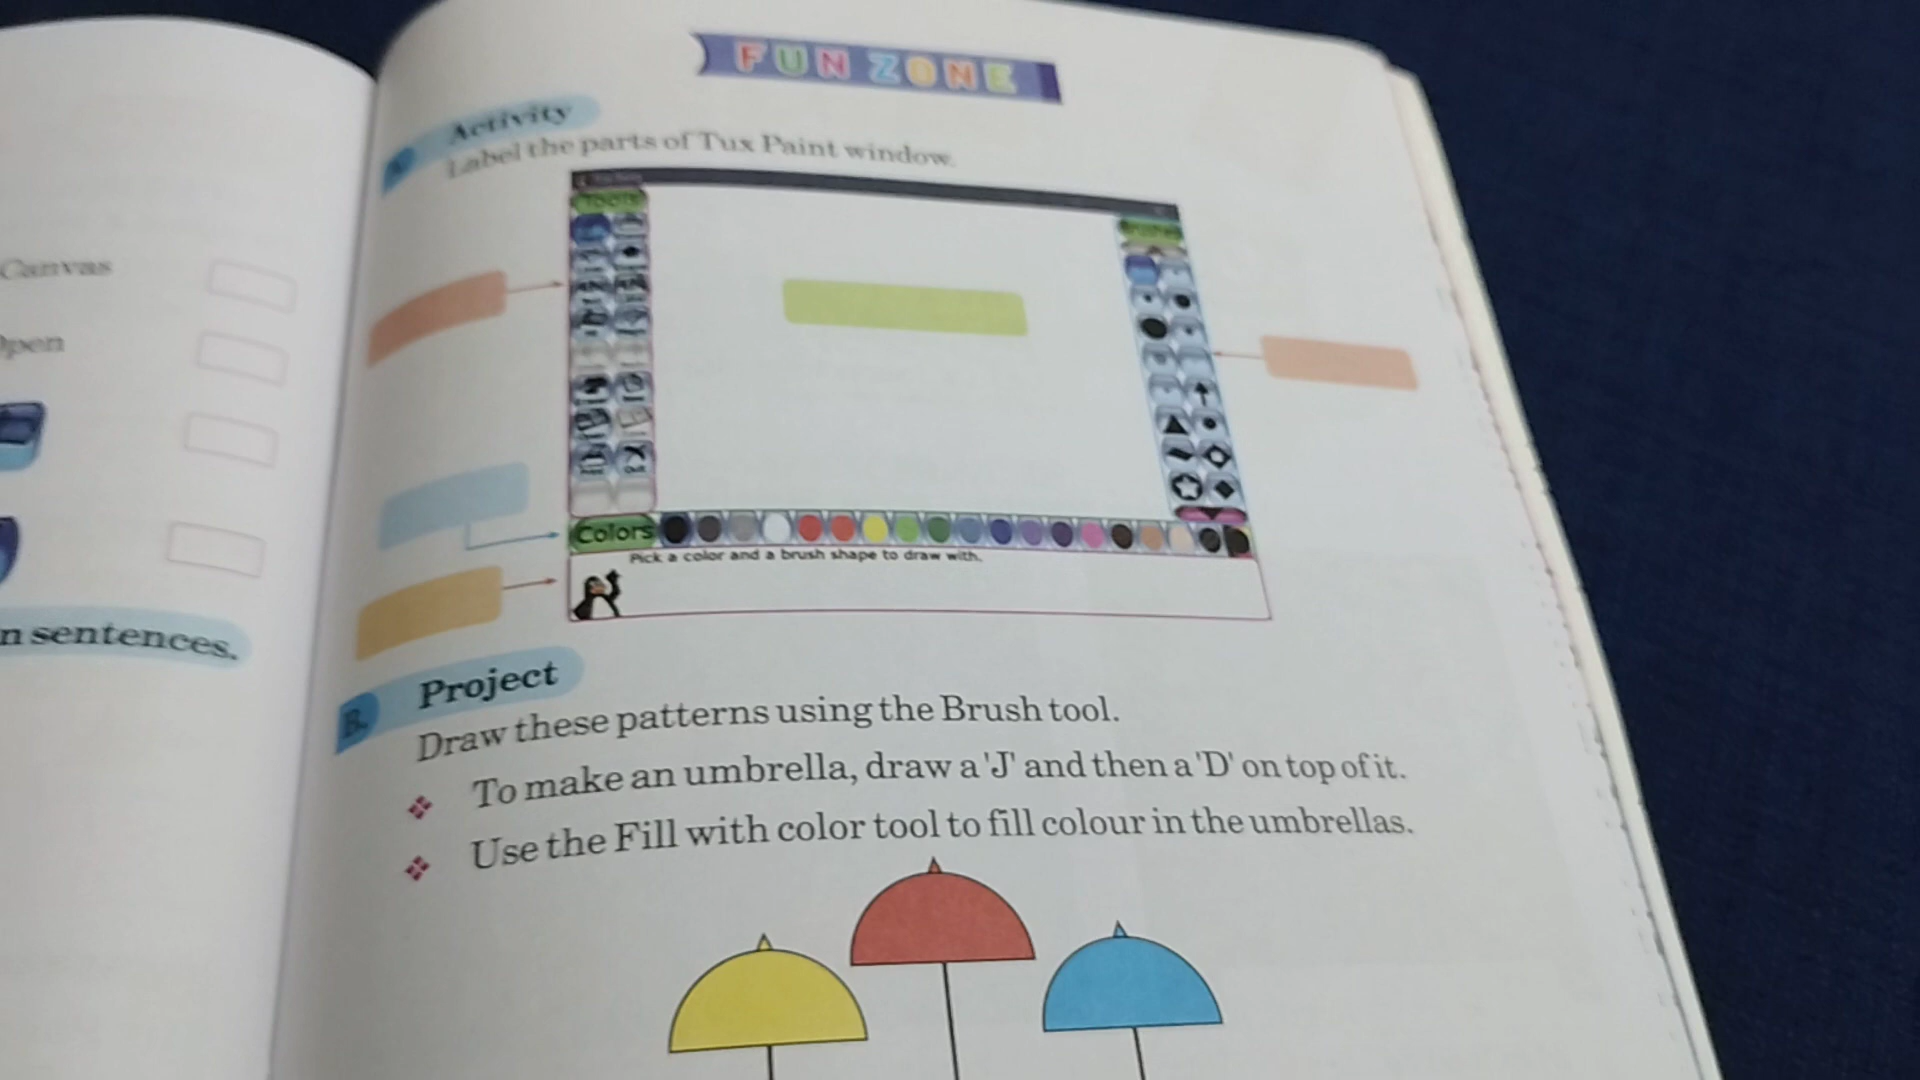 Canvas
Open
n sentences.
FUN ZONE
A. Activity
Label the parts of Tux Paint window.
Tools
Colors
Pick a color and a brush shape to draw with.
B. Project
Draw these patterns using the Brush tool.
To make an umbrella, draw a 'J' and then a 'D' on top of it.
Use the Fill with color tool to fill colour in the umbrellas.